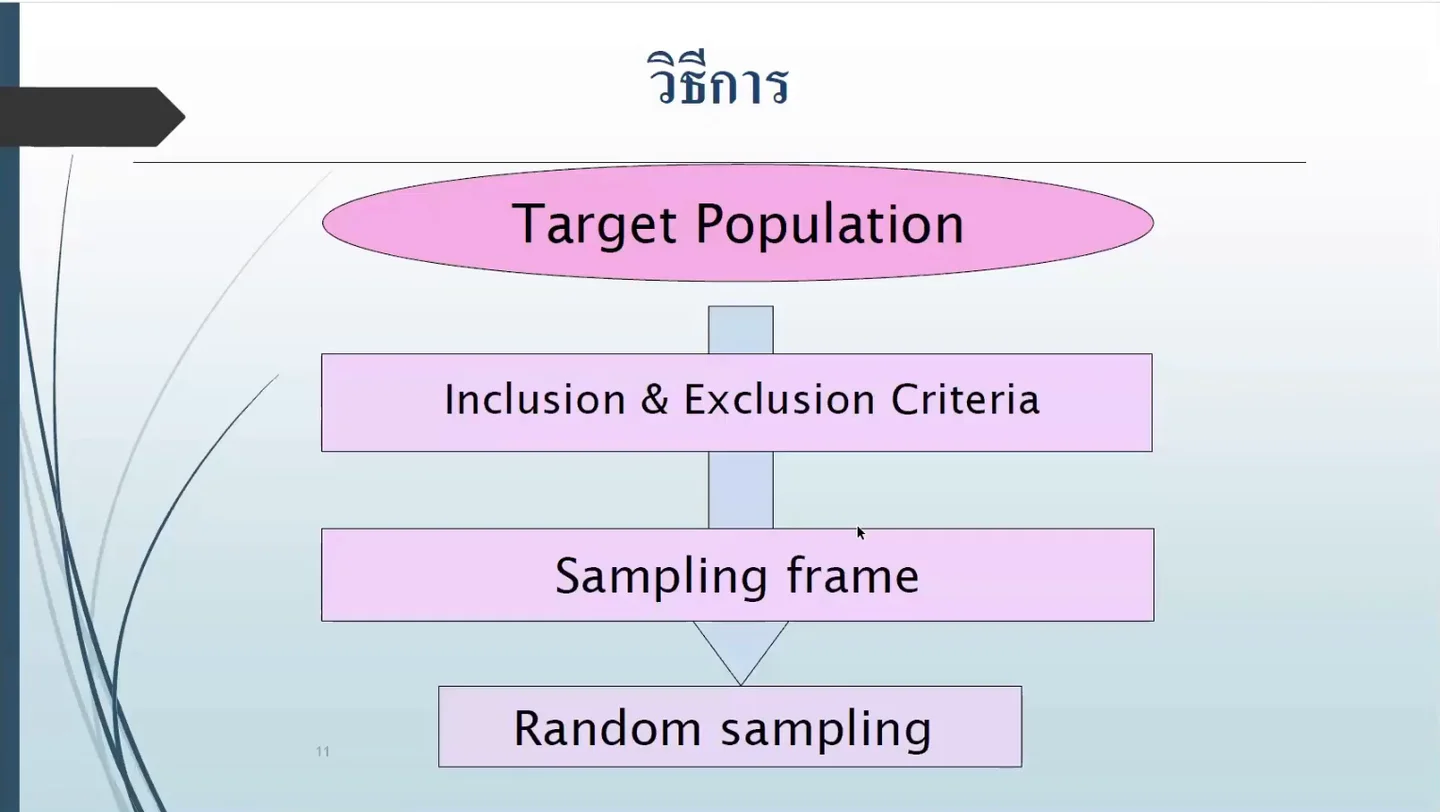 วิธีการ
Target Population
Inclusion & Exclusion Criteria
Sampling frame
Random sampling
11